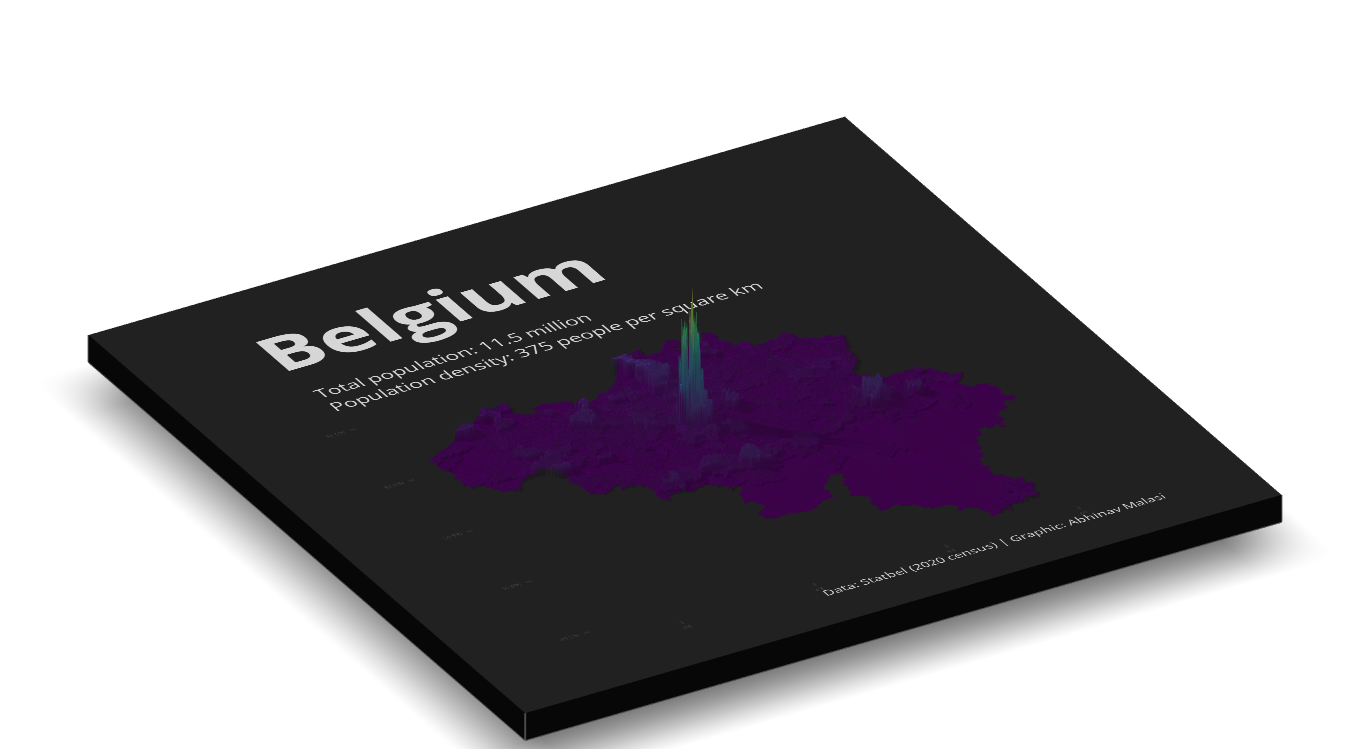 Belgium
Total population: 11.5 million
Population density: 375 people per square km
Data: Statbel (2020 census) | Graphic: Abhinav Malasi